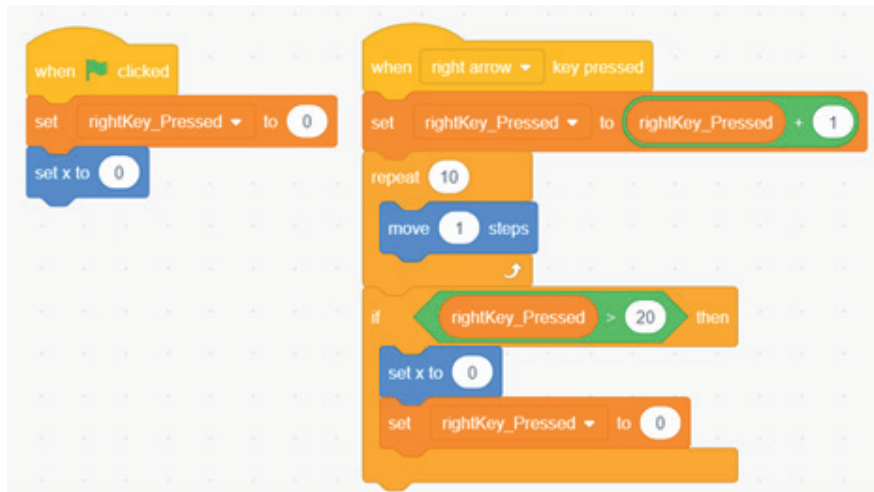 when clicked
set rightKey_Pressed to 0
set x to 0
when right arrow key pressed
set rightKey_Pressed to rightKey_Pressed + 1
repeat 10
move 1 steps
if rightKey_Pressed > 20 then
set x to 0
set rightKey_Pressed to 0